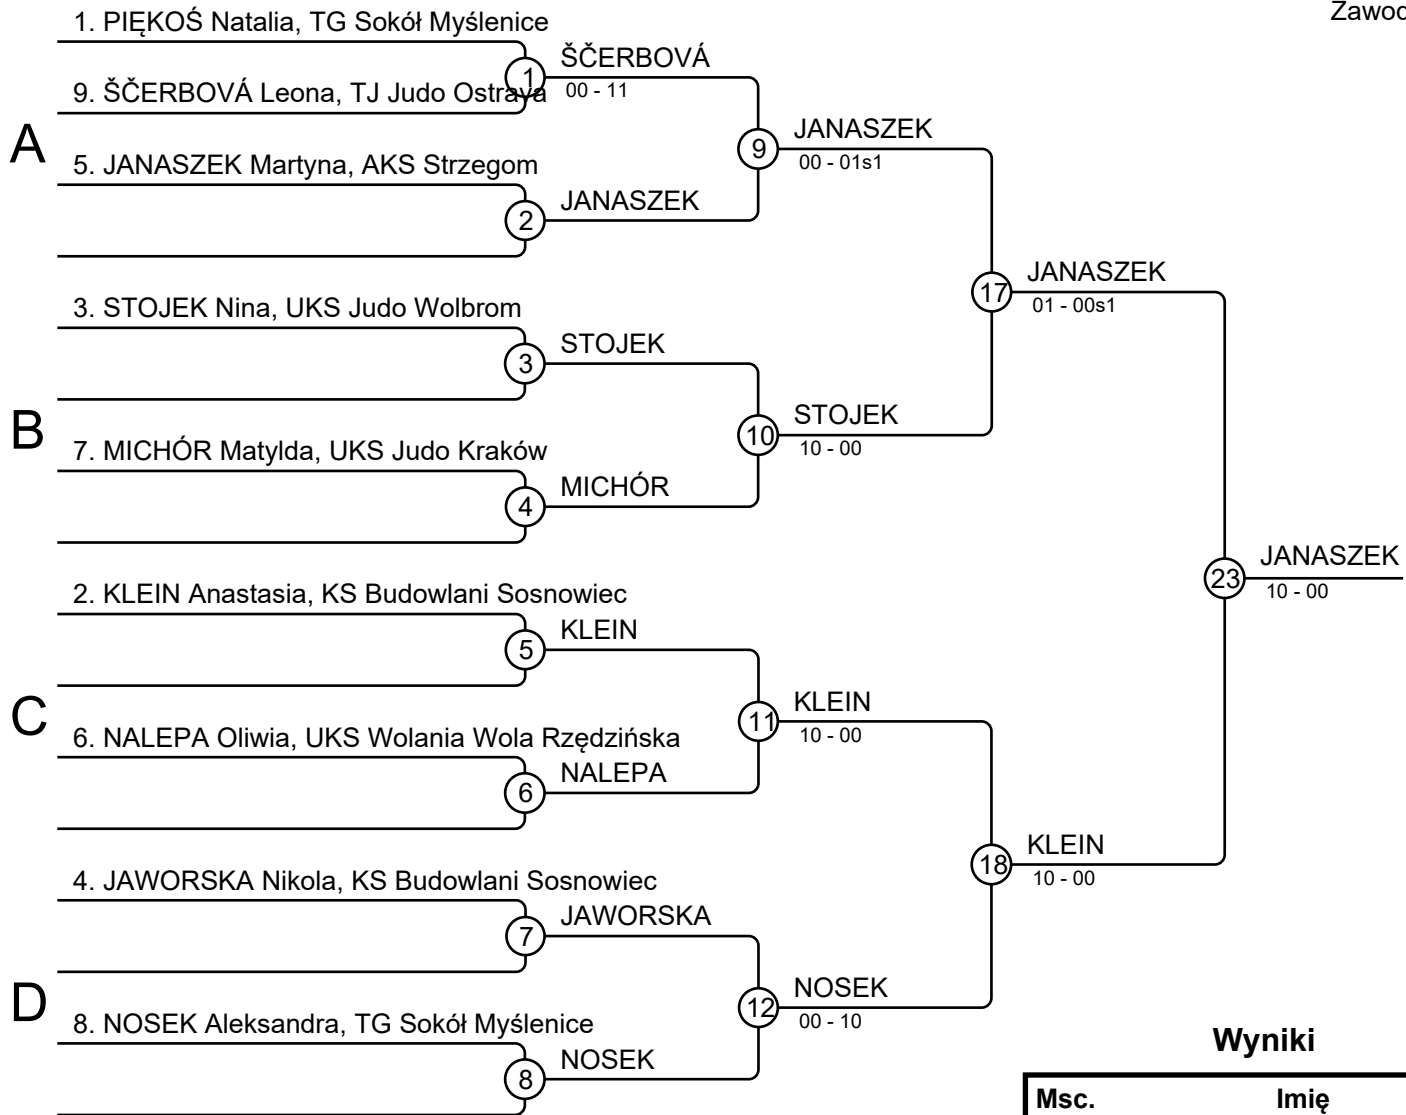 Zawod
1. PIĘKOŚ Natalia, TG Sokół Myślenice
1
ŠČERBOVÁ
00 - 11
9. ŠČERBOVÁ Leona, TJ Judo Ostrava
A
9
JANASZEK
00 - 01s1
5. JANASZEK Martyna, AKS Strzegom
2
JANASZEK
17
JANASZEK
01 - 00s1
3. STOJEK Nina, UKS Judo Wolbrom
3
STOJEK
B
10
STOJEK
10 - 00
7. MICHÓR Matylda, UKS Judo Kraków
4
MICHÓR
23
JANASZEK
10 - 00
2. KLEIN Anastasia, KS Budowlani Sosnowiec
5
KLEIN
C
11
KLEIN
10 - 00
6. NALEPA Oliwia, UKS Wolania Wola Rzędzińska
6
NALEPA
18
KLEIN
10 - 00
4. JAWORSKA Nikola, KS Budowlani Sosnowiec
7
JAWORSKA
D
12
NOSEK
00 - 10
8. NOSEK Aleksandra, TG Sokół Myślenice
8
NOSEK
Wyniki
Msc. Imię